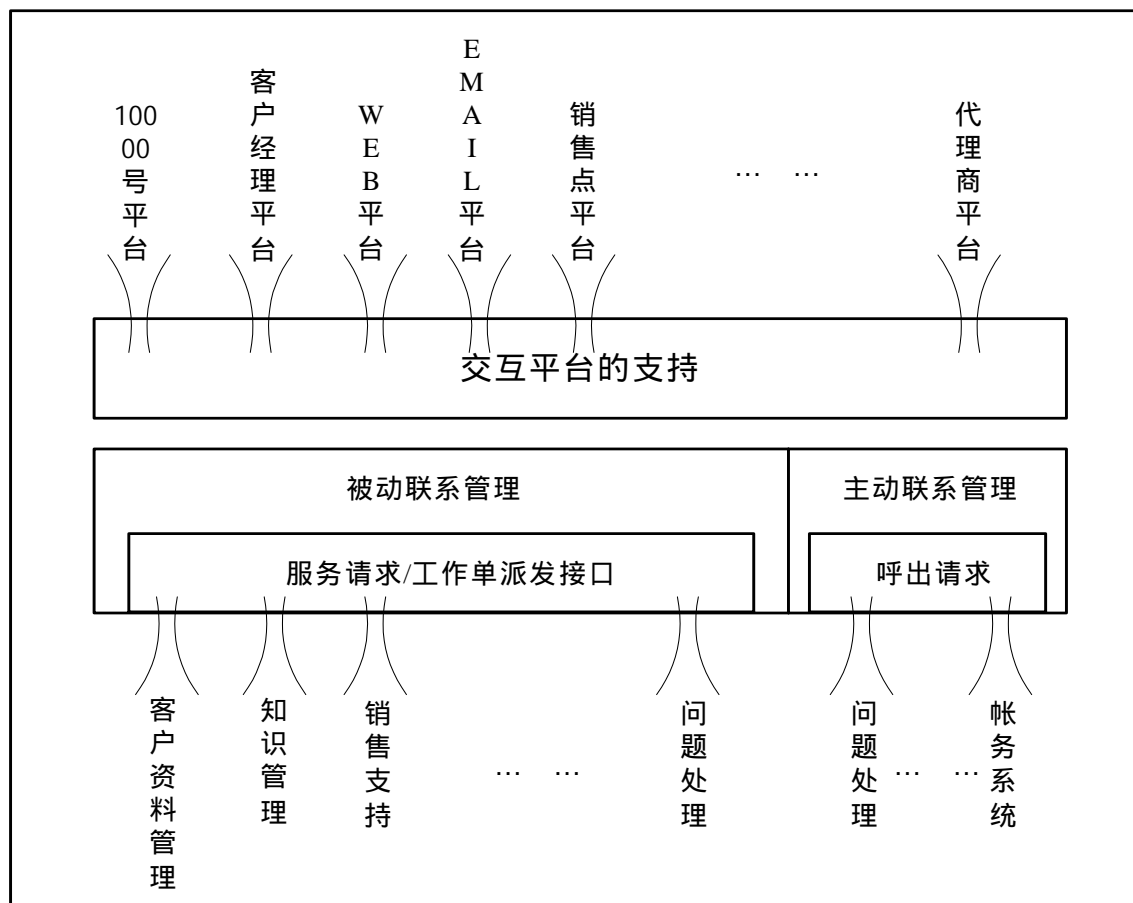 10000号平台
客户经理平台
WEB平台
EMAIL平台
销售点平台
… …
代理商平台
交互平台的支持
被动联系管理
主动联系管理
服务请求/工作单派发接口
呼出请求
客户资料管理
知识管理
销售支持
… …
问题处理
问题处理
… …
帐务系统